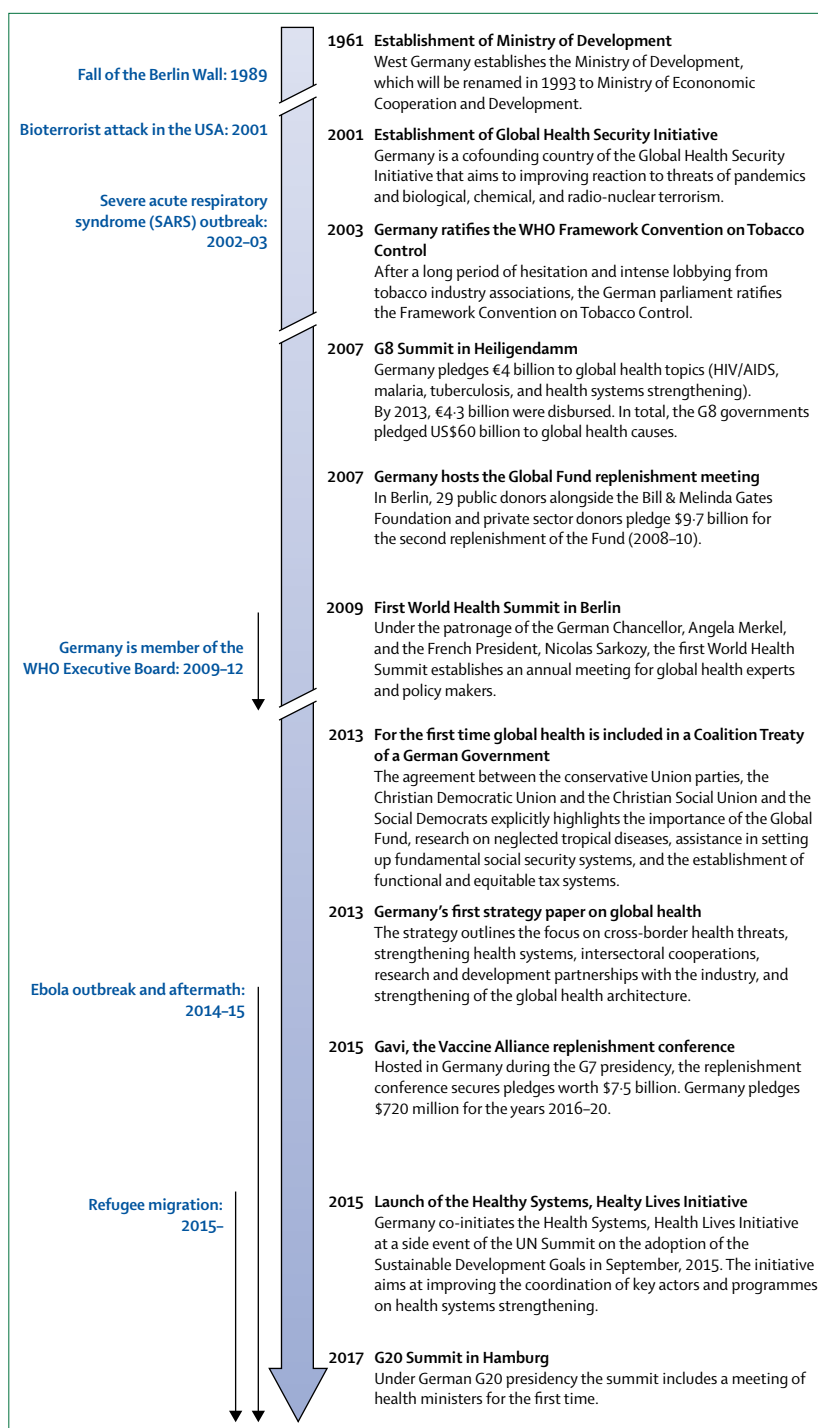 Fall of the Berlin Wall: 1989
Bioterrorist attack in the USA: 2001
Severe acute respiratory
syndrome (SARS) outbreak:
2002–03
Germany is member of the
WHO Executive Board: 2009–12
Ebola outbreak and aftermath:
2014–15
Refugee migration:
2015–
1961 Establishment of Ministry of Development
West Germany establishes the Ministry of Development,
which will be renamed in 1993 to Ministry of Econonomic
Cooperation and Development.
2001 Establishment of Global Health Security Initiative
Germany is a cofounding country of the Global Health Security
Initiative that aims to improving reaction to threats of pandemics
and biological, chemical, and radio-nuclear terrorism.
2003 Germany ratifies the WHO Framework Convention on Tobacco
Control
After a long period of hesitation and intense lobbying from
tobacco industry associations, the German parliament ratifies
the Framework Convention on Tobacco Control.
2007 G8 Summit in Heiligendamm
Germany pledges €4 billion to global health topics (HIV/AIDS,
malaria, tuberculosis, and health systems strengthening).
By 2013, €4·3 billion were disbursed. In total, the G8 governments
pledged US$60 billion to global health causes.
2007 Germany hosts the Global Fund replenishment meeting
In Berlin, 29 public donors alongside the Bill & Melinda Gates
Foundation and private sector donors pledge $9·7 billion for
the second replenishment of the Fund (2008–10).
2009 First World Health Summit in Berlin
Under the patronage of the German Chancellor, Angela Merkel,
and the French President, Nicolas Sarkozy, the first World Health
Summit establishes an annual meeting for global health experts
and policy makers.
2013 For the first time global health is included in a Coalition Treaty
of a German Government
The agreement between the conservative Union parties, the
Christian Democratic Union and the Christian Social Union and the
Social Democrats explicitly highlights the importance of the Global
Fund, research on neglected tropical diseases, assistance in setting
up fundamental social security systems, and the establishment of
functional and equitable tax systems.
2013 Germany's first strategy paper on global health
The strategy outlines the focus on cross-border health threats,
strengthening health systems, intersectoral cooperations,
research and development partnerships with the industry, and
strengthening of the global health architecture.
2015 Gavi, the Vaccine Alliance replenishment conference
Hosted in Germany during the G7 presidency, the replenishment
conference secures pledges worth $7·5 billion. Germany pledges
$720 million for the years 2016–20.
2015 Launch of the Healthy Systems, Healty Lives Initiative
Germany co-initiates the Health Systems, Health Lives Initiative
at a side event of the UN Summit on the adoption of the
Sustainable Development Goals in September, 2015. The initiative
aims at improving the coordination of key actors and programmes
on health systems strengthening.
2017 G20 Summit in Hamburg
Under German G20 presidency the summit includes a meeting of
health ministers for the first time.